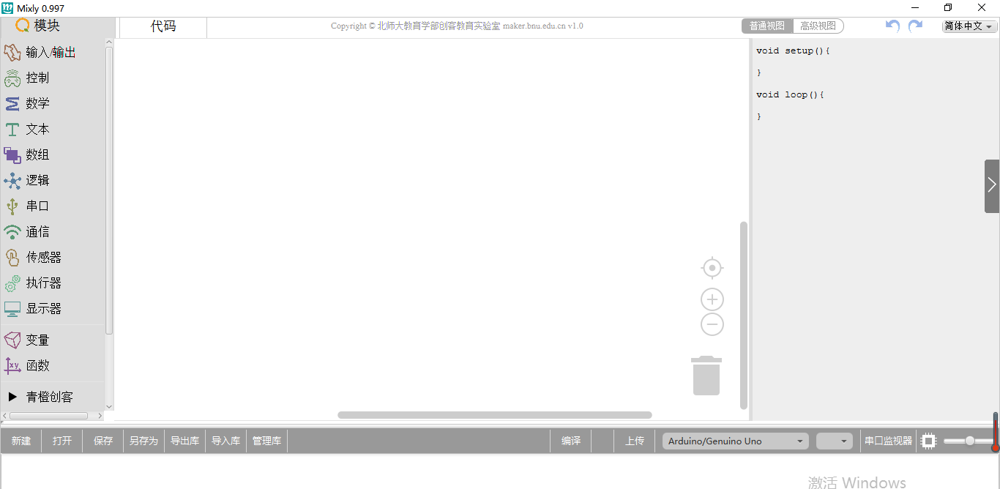 Mixly 0.997
模块
代码
Copyright © 北师大教育学部创客教育实验室 maker.bnu.edu.cn v1.0
普通视图 高级视图
简体中文
输入/输出
控制
数学
文本
数组
逻辑
串口
通信
传感器
执行器
显示器
变量
xy 函数
青橙创客
void setup(){
}
void loop(){
}
新建 打开 保存 另存为 导出库 导入库 管理库 编译 上传 Arduino/Genuino Uno 串口监视器
激活 Windows